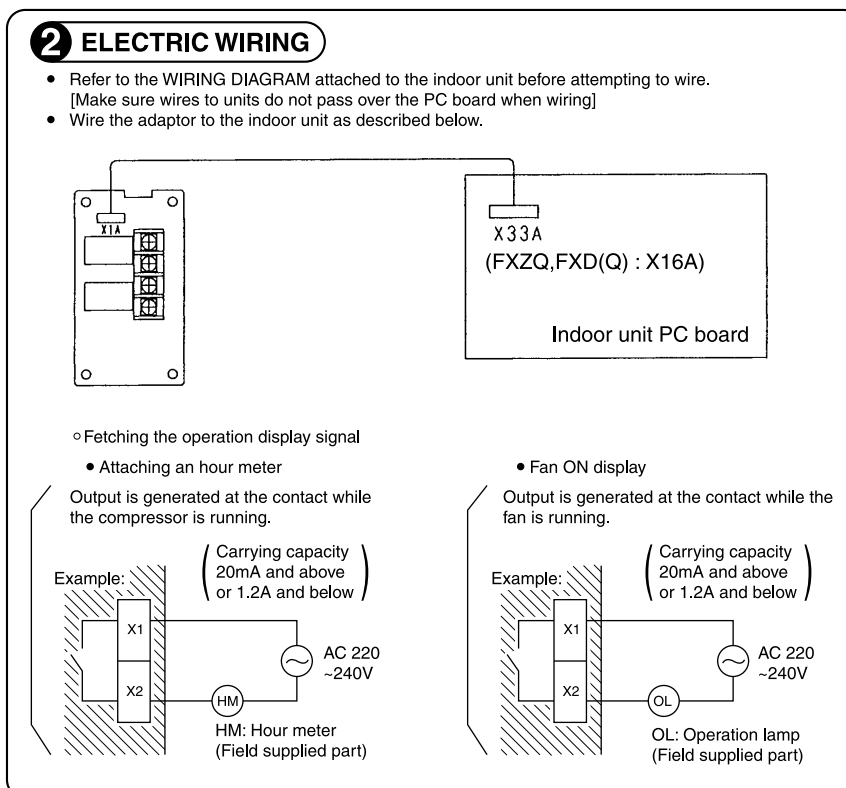 2 ELECTRIC WIRING
● Refer to the WIRING DIAGRAM attached to the indoor unit before attempting to wire.
[Make sure wires to units do not pass over the PC board when wiring]
● Wire the adaptor to the indoor unit as described below.
X1A
X33A
(FXZQ,FXD(Q) : X16A)
Indoor unit PC board
○ Fetching the operation display signal
● Attaching an hour meter
Output is generated at the contact while
the compressor is running.
Example:
(Carrying capacity
20mA and above
or 1.2A and below)
X1
X2
HM
AC 220
~240V
HM: Hour meter
(Field supplied part)
● Fan ON display
Output is generated at the contact while the
fan is running.
Example:
(Carrying capacity
20mA and above
or 1.2A and below)
X1
X2
OL
AC 220
~240V
OL: Operation lamp
(Field supplied part)